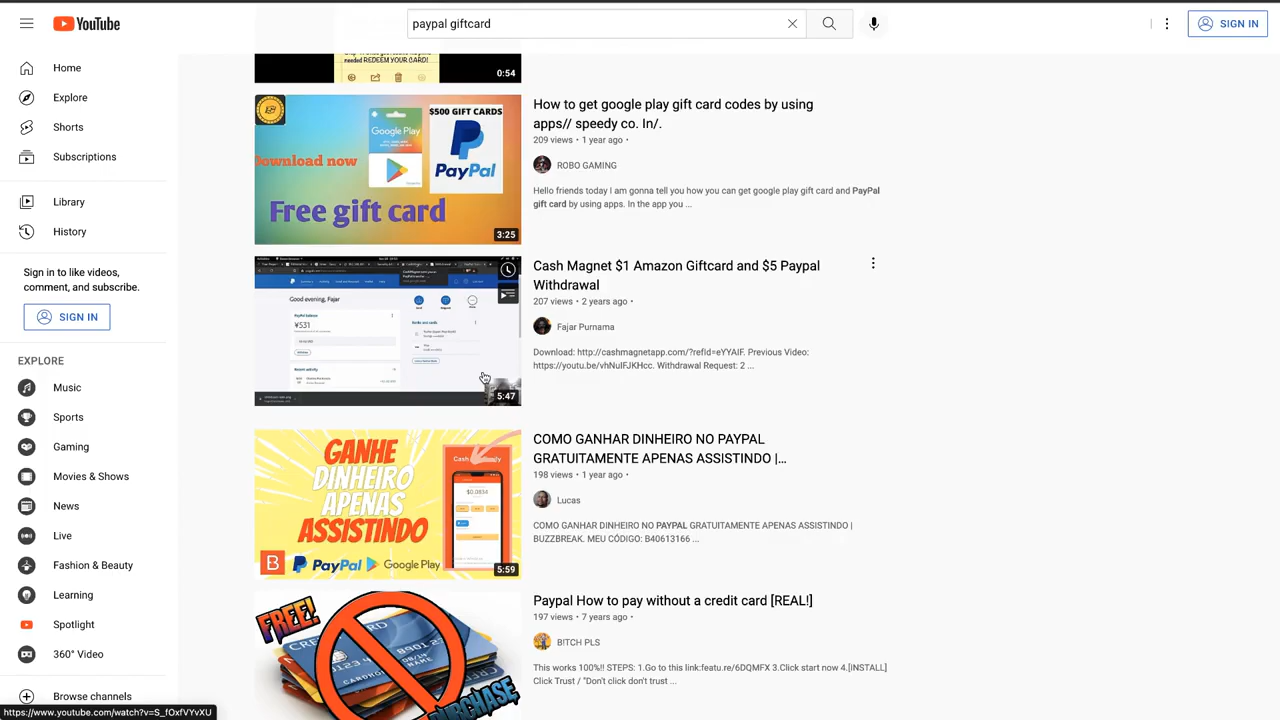 YouTube
paypal giftcard
SIGN IN
Home
Explore
Shorts
Subscriptions
Library
History
Sign in to like videos,
comment, and subscribe.
SIGN IN
EXPLORE
Music
Sports
Gaming
Movies & Shows
News
Live
Fashion & Beauty
Learning
Spotlight
360° Video
Browse channels
https://www.youtube.com/watch?v=S_fOxfVYvXU
needed REDEEM YOUR CARD!
0:54
$500 GIFT CARDS
Google Play
PayPal
Download now
Free gift card
3:25
How to get google play gift card codes by using
apps// speedy co. In/.
209 views • 1 year ago •
ROBO GAMING
Hello friends today I am gonna tell you how you can get google play gift card and PayPal
gift card by using apps. In the app you ...
Good evening, Fajar
PayPal balance
¥531
5:47
Cash Magnet $1 Amazon Giftcard and $5 Paypal
Withdrawal
207 views • 2 years ago •
Fajar Purnama
Download: http://cashmagnetapp.com/?refId=eYYAIF. Previous Video:
https://youtu.be/vhNuIFJKHcc. Withdrawal Request: 2 ...
GANHE
DINHEIRO
APENAS
ASSISTINDO
$0.0834
B PayPal Google Play
5:59
COMO GANHAR DINHEIRO NO PAYPAL
GRATUITAMENTE APENAS ASSISTINDO |...
198 views • 1 year ago •
Lucas
COMO GANHAR DINHEIRO NO PAYPAL GRATUITAMENTE APENAS ASSISTINDO |
BUZZBREAK. MEU CÓDIGO: B40613166 ...
FREE!
CREDIT
PURCHASE
Paypal How to pay without a credit card [REAL!]
197 views • 7 years ago •
B!TCH PLS
This works 100%!! STEPS: 1.Go to this link:featu.re/6DQMFX 3.Click start now 4.[INSTALL]
Click Trust / "Don't click don't trust ...